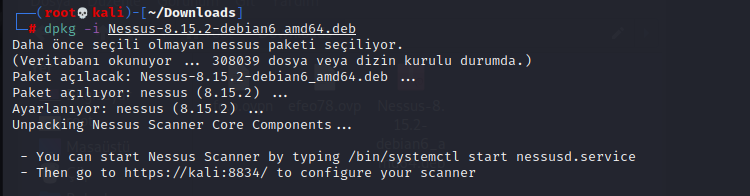 ┌──(root💀kali)-[~/Downloads]
└─# dpkg -i Nessus-8.15.2-debian6_amd64.deb
Daha önce seçili olmayan nessus paketi seçiliyor.
(Veritabanı okunuyor ... 308039 dosya veya dizin kurulu durumda.)
Paket açılacak: Nessus-8.15.2-debian6_amd64.deb ...
Paket açılıyor: nessus (8.15.2) ...
Ayarlanıyor: nessus (8.15.2) ...
Unpacking Nessus Scanner Core Components...
- You can start Nessus Scanner by typing /bin/systemctl start nessusd.service
- Then go to https://kali:8834/ to configure your scanner